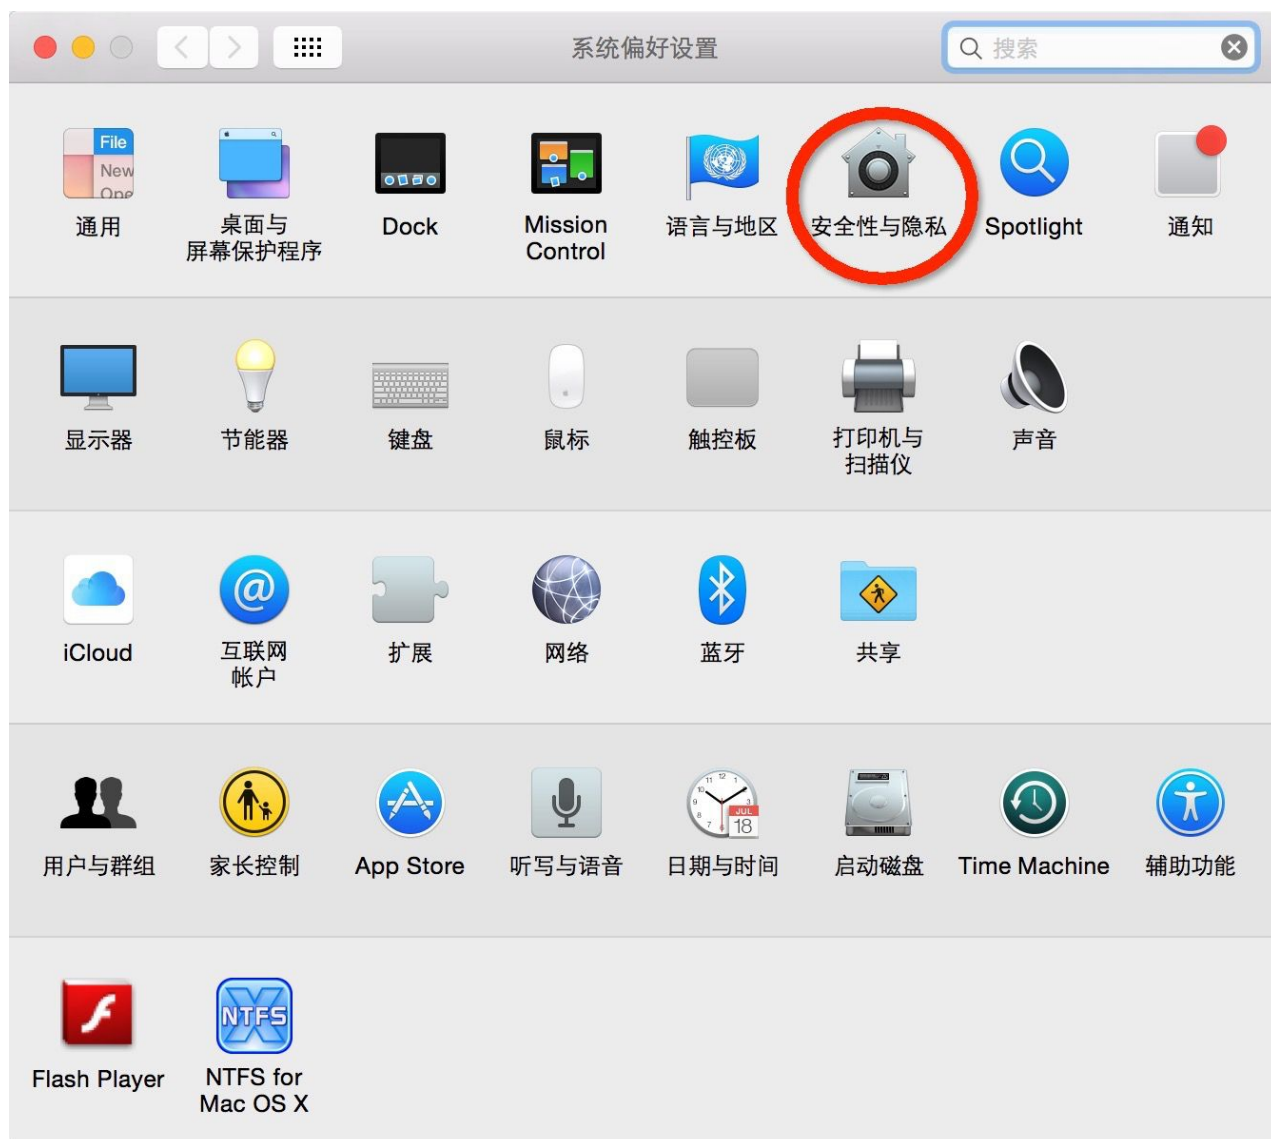 系统偏好设置
搜索
File
New
Ope
通用
桌面与
屏幕保护程序
Dock
Mission
Control
语言与地区
安全性与隐私
Spotlight
通知
显示器
节能器
键盘
鼠标
触控板
打印机与
扫描仪
声音
iCloud
@
互联网
帐户
扩展
网络
蓝牙
共享
用户与群组
家长控制
App Store
听写与语音
JUL
18
日期与时间
启动磁盘
Time Machine
辅助功能
Flash Player
NTFS
NTFS for
Mac OS X